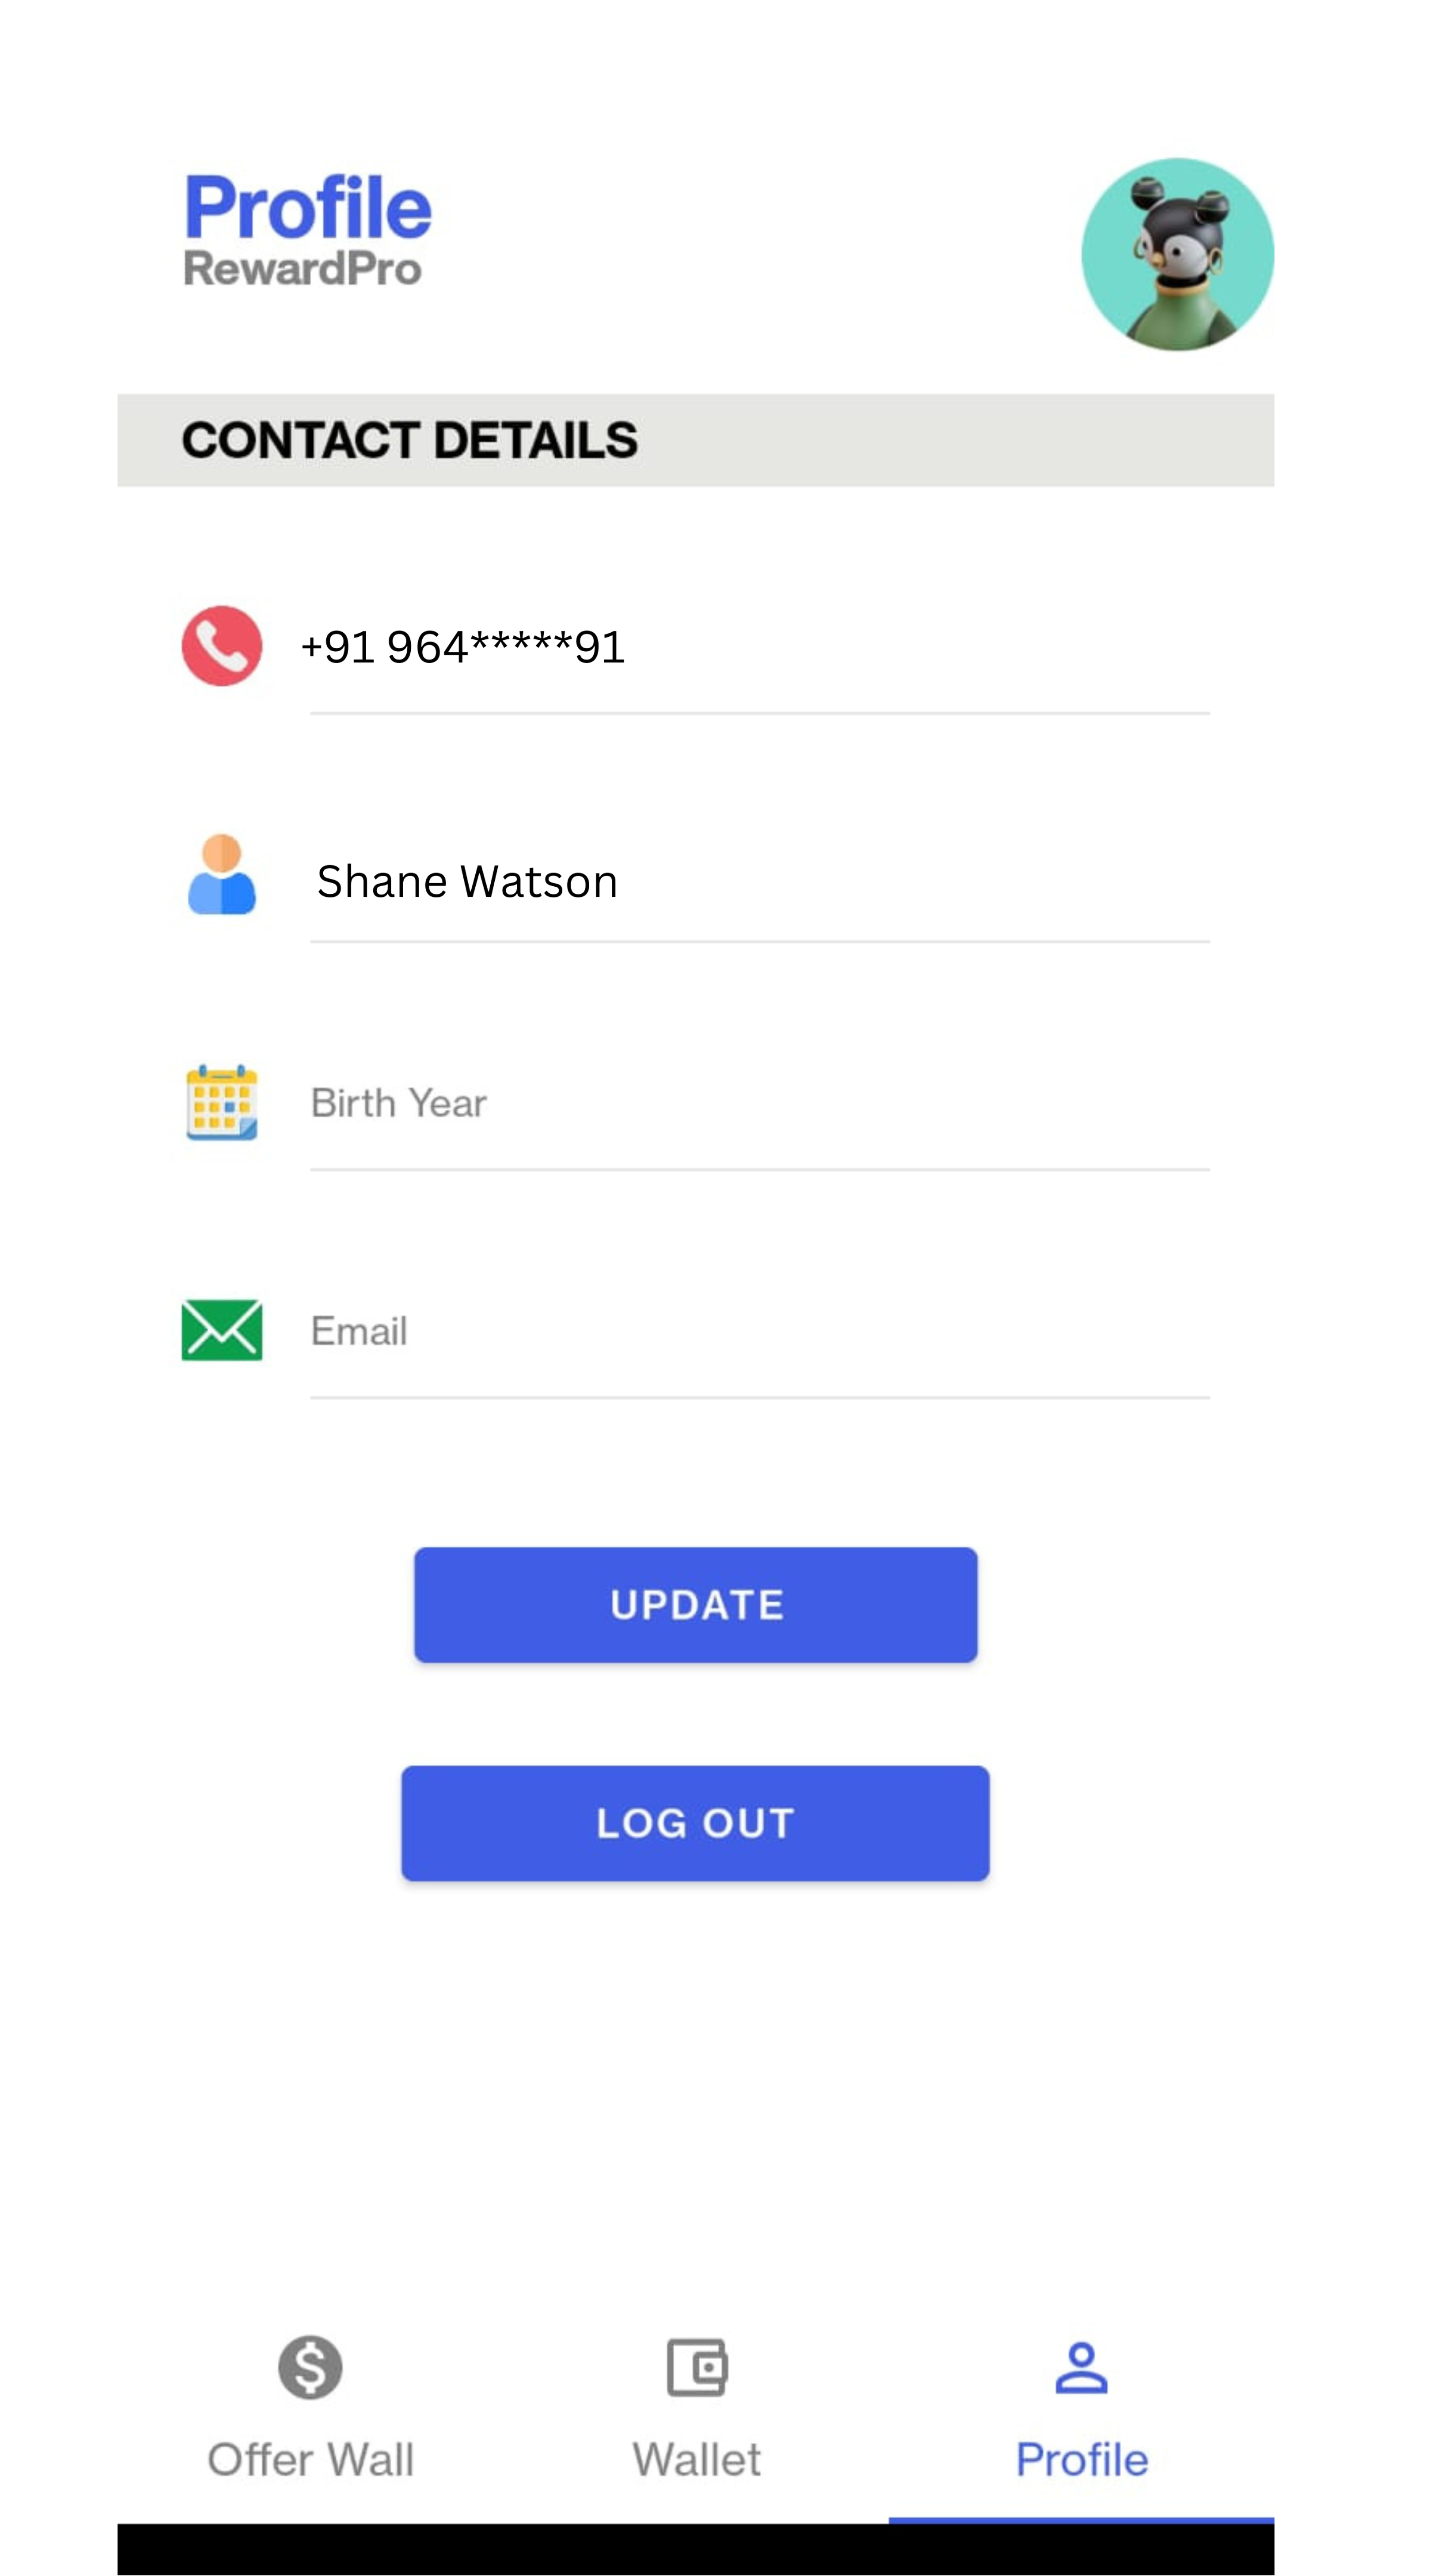 Profile
RewardPro
CONTACT DETAILS
+91 964*****91
Shane Watson
Birth Year
Email
UPDATE
LOG OUT
Offer Wall
Wallet
Profile